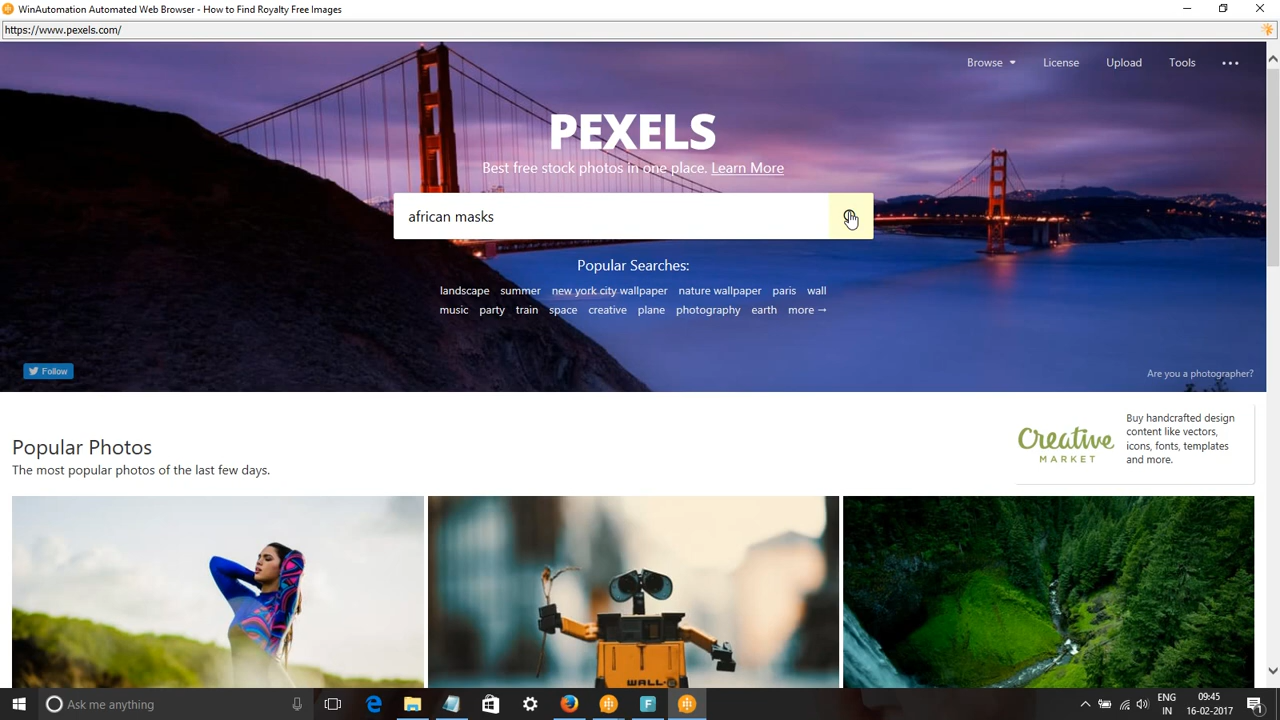 WinAutomation Automated Web Browser - How to Find Royalty Free Images
https://www.pexels.com/
Browse License Upload Tools
PEXELS
Best free stock photos in one place. Learn More
african masks
Popular Searches:
landscape summer new york city wallpaper nature wallpaper paris wall
music party train space creative plane photography earth more →
Follow
Are you a photographer?
Popular Photos
The most popular photos of the last few days.
Creative
MARKET
Buy handcrafted design
content like vectors,
icons, fonts, templates
and more.
WALL·E
Ask me anything
ENG
IN
09:45
16-02-2017